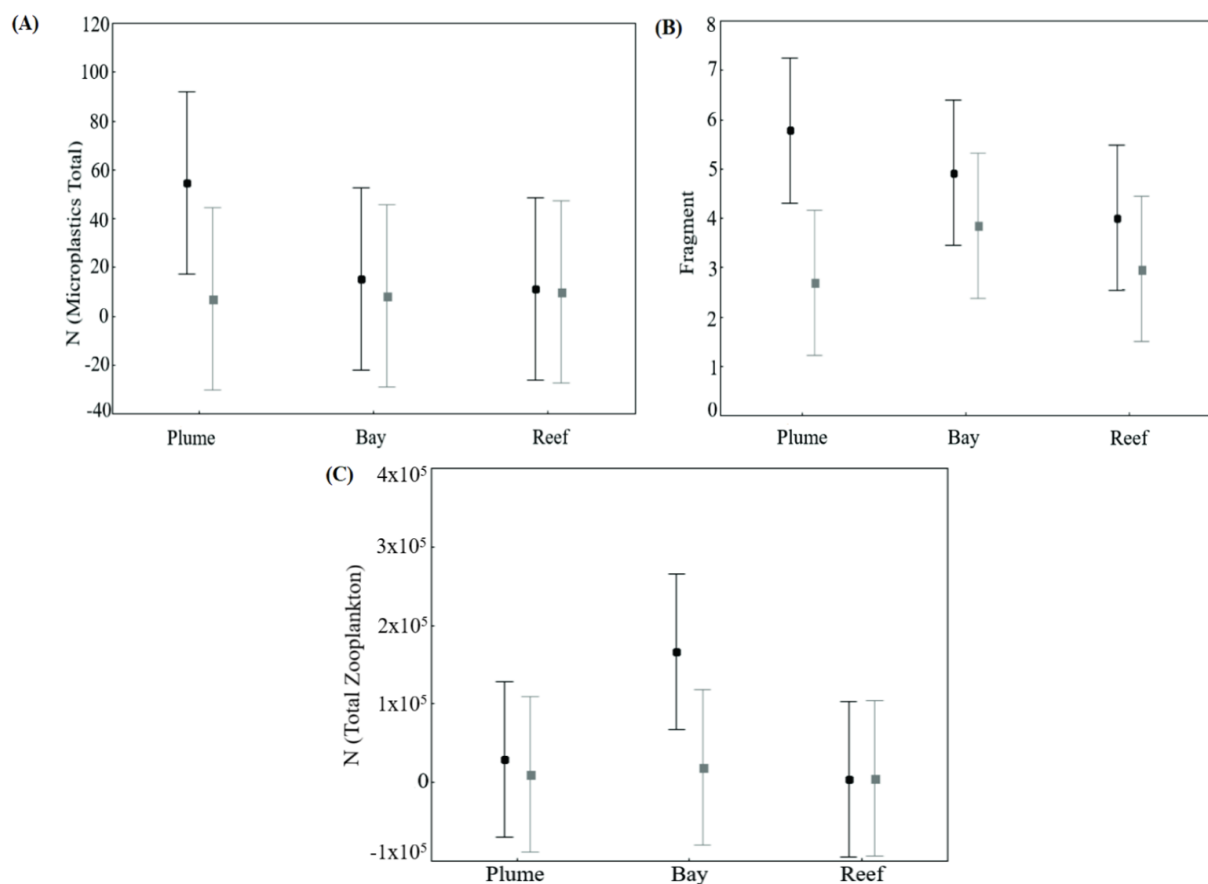 (A)
N (Microplastics Total)
120
100
80
60
40
20
0
-20
-40
Plume Bay Reef
(B)
Fragment
8
7
6
5
4
3
2
1
0
Plume Bay Reef
(C)
N (Total Zooplankton)
4x10⁵
3x10⁵
2x10⁵
1x10⁵
0
-1x10⁵
Plume Bay Reef